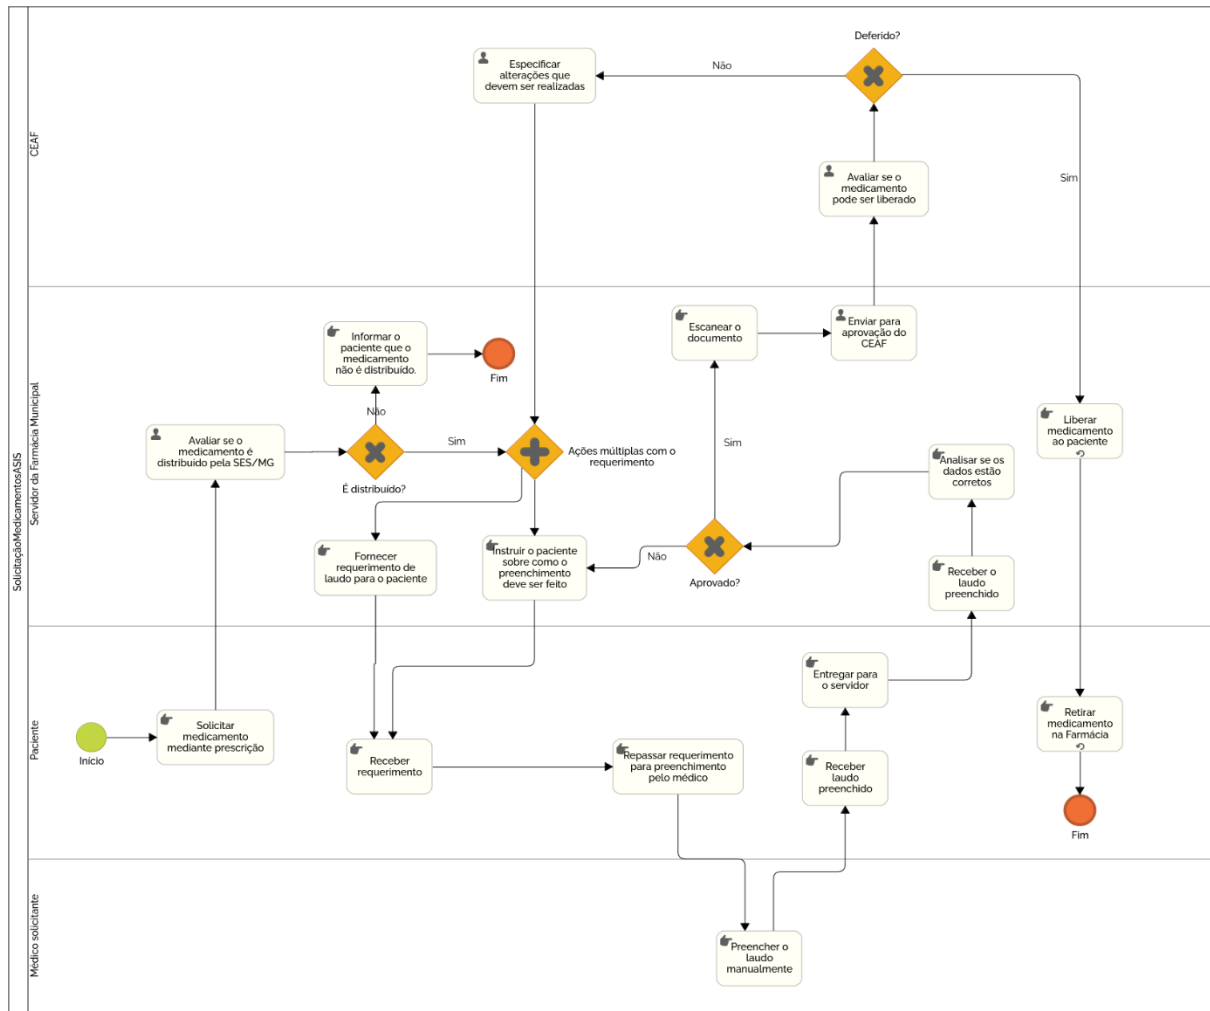 SolicitaçãoMedicamentosASIS
CEAF
Deferido?
Especificar
alterações que
devem ser realizadas
Não
Avaliar se o
medicamento
pode ser liberado
Sim
Servidor da Farmácia Municipal
Informar o
paciente que o
medicamento
não é distribuído.
Fim
Escanear o
documento
Enviar para
aprovação do
CEAF
Não
Avaliar se o
medicamento é
distribuído pela SES/MG
Sim
É distribuído?
Ações múltiplas com o
requerimento
Sim
Liberar
medicamento
ao paciente
Analisar se os
dados estão
corretos
Fornecer
requerimento de
laudo para o paciente
Instruir o paciente
sobre como o
preenchimento
deve ser feito
Não
Aprovado?
Receber o
laudo
preenchido
Paciente
Entregar para
o servidor
Início
Solicitar
medicamento
mediante prescrição
Retirar
medicamento
na Farmácia
Receber
requerimento
Repassar requerimento
para preenchimento
pelo médico
Receber
laudo
preenchido
Fim
Médico solicitante
Preencher o
laudo
manualmente